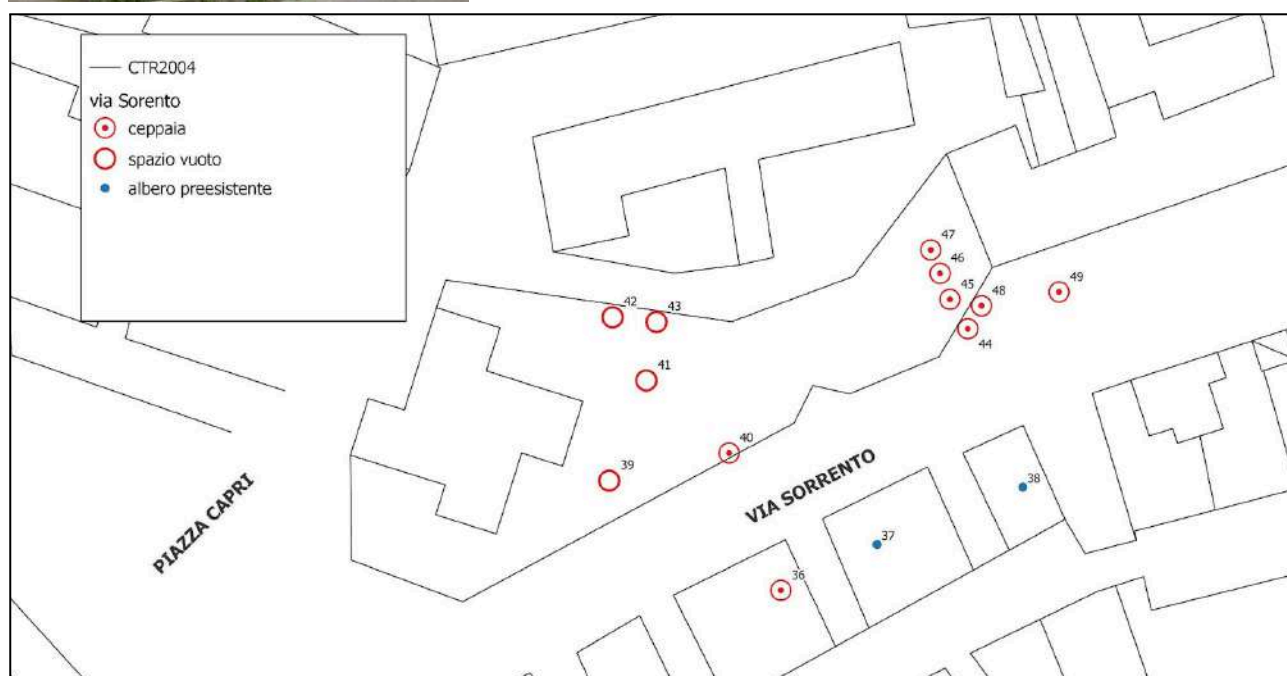 CTR2004
via Sorento
ceppaia
spazio vuoto
albero preesistente
47
46
45
48
49
42
43
44
41
40
39
38
37
36
VIA SORRENTO
PIAZZA CAPRI